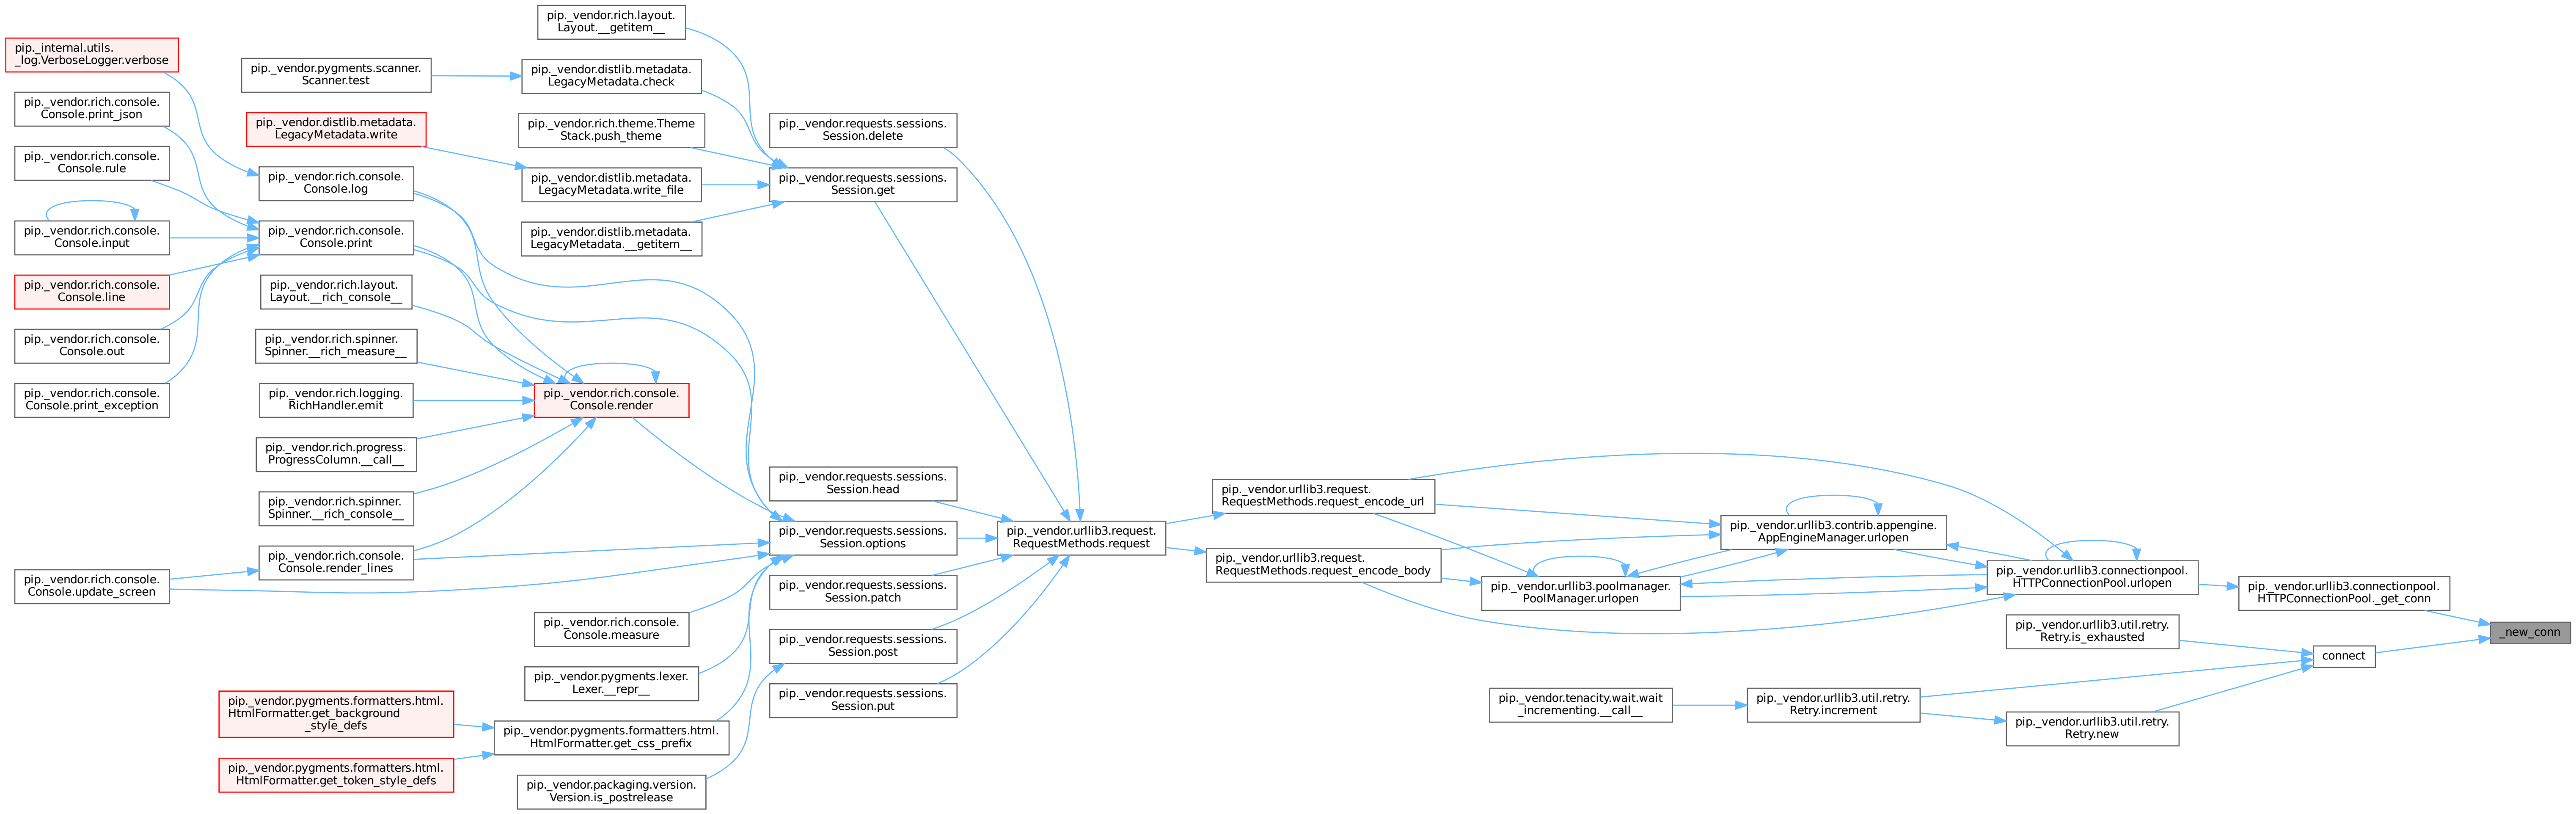 pip._internal.utils.
_log.VerboseLogger.verbose
pip._vendor.rich.console.
Console.print_json
pip._vendor.rich.console.
Console.rule
pip._vendor.rich.console.
Console.input
pip._vendor.rich.console.
Console.line
pip._vendor.rich.console.
Console.out
pip._vendor.rich.console.
Console.print_exception
pip._vendor.rich.console.
Console.update_screen
pip._vendor.pygments.scanner.
Scanner.test
pip._vendor.distlib.metadata.
LegacyMetadata.write
pip._vendor.rich.console.
Console.log
pip._vendor.rich.console.
Console.print
pip._vendor.rich.layout.
Layout.__rich_console__
pip._vendor.rich.spinner.
Spinner.__rich_measure__
pip._vendor.rich.logging.
RichHandler.emit
pip._vendor.rich.progress.
ProgressColumn.__call__
pip._vendor.rich.spinner.
Spinner.__rich_console__
pip._vendor.rich.console.
Console.render_lines
pip._vendor.pygments.formatters.html.
HtmlFormatter.get_background
_style_defs
pip._vendor.pygments.formatters.html.
HtmlFormatter.get_token_style_defs
pip._vendor.rich.layout.
Layout.__getitem__
pip._vendor.distlib.metadata.
LegacyMetadata.check
pip._vendor.rich.theme.Theme
Stack.push_theme
pip._vendor.distlib.metadata.
LegacyMetadata.write_file
pip._vendor.distlib.metadata.
LegacyMetadata.__getitem__
pip._vendor.rich.console.
Console.render
pip._vendor.rich.console.
Console.measure
pip._vendor.pygments.lexer.
Lexer.__repr__
pip._vendor.pygments.formatters.html.
HtmlFormatter.get_css_prefix
pip._vendor.packaging.version.
Version.is_postrelease
pip._vendor.requests.sessions.
Session.delete
pip._vendor.requests.sessions.
Session.get
pip._vendor.requests.sessions.
Session.head
pip._vendor.requests.sessions.
Session.options
pip._vendor.requests.sessions.
Session.patch
pip._vendor.requests.sessions.
Session.post
pip._vendor.requests.sessions.
Session.put
pip._vendor.urllib3.request.
RequestMethods.request
pip._vendor.urllib3.request.
RequestMethods.request_encode_url
pip._vendor.urllib3.request.
RequestMethods.request_encode_body
pip._vendor.urllib3.poolmanager.
PoolManager.urlopen
pip._vendor.tenacity.wait.wait
_incrementing.__call__
pip._vendor.urllib3.contrib.appengine.
AppEngineManager.urlopen
pip._vendor.urllib3.util.retry.
Retry.increment
pip._vendor.urllib3.connectionpool.
HTTPConnectionPool.urlopen
pip._vendor.urllib3.util.retry.
Retry.is_exhausted
pip._vendor.urllib3.util.retry.
Retry.new
pip._vendor.urllib3.connectionpool.
HTTPConnectionPool._get_conn
connect
_new_conn